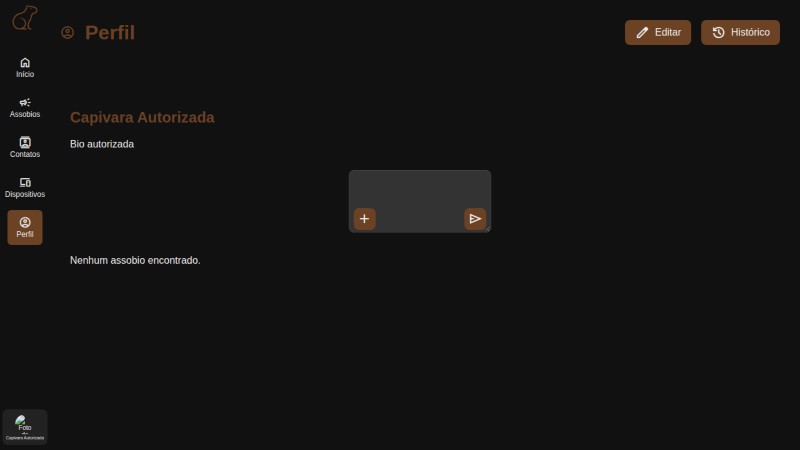 Perfil
Editar
Histórico
Início
Assobios
Contatos
Dispositivos
Perfil
Capivara Autorizada
Bio autorizada
Nenhum assobio encontrado.
Foto
Capivara Autorizada